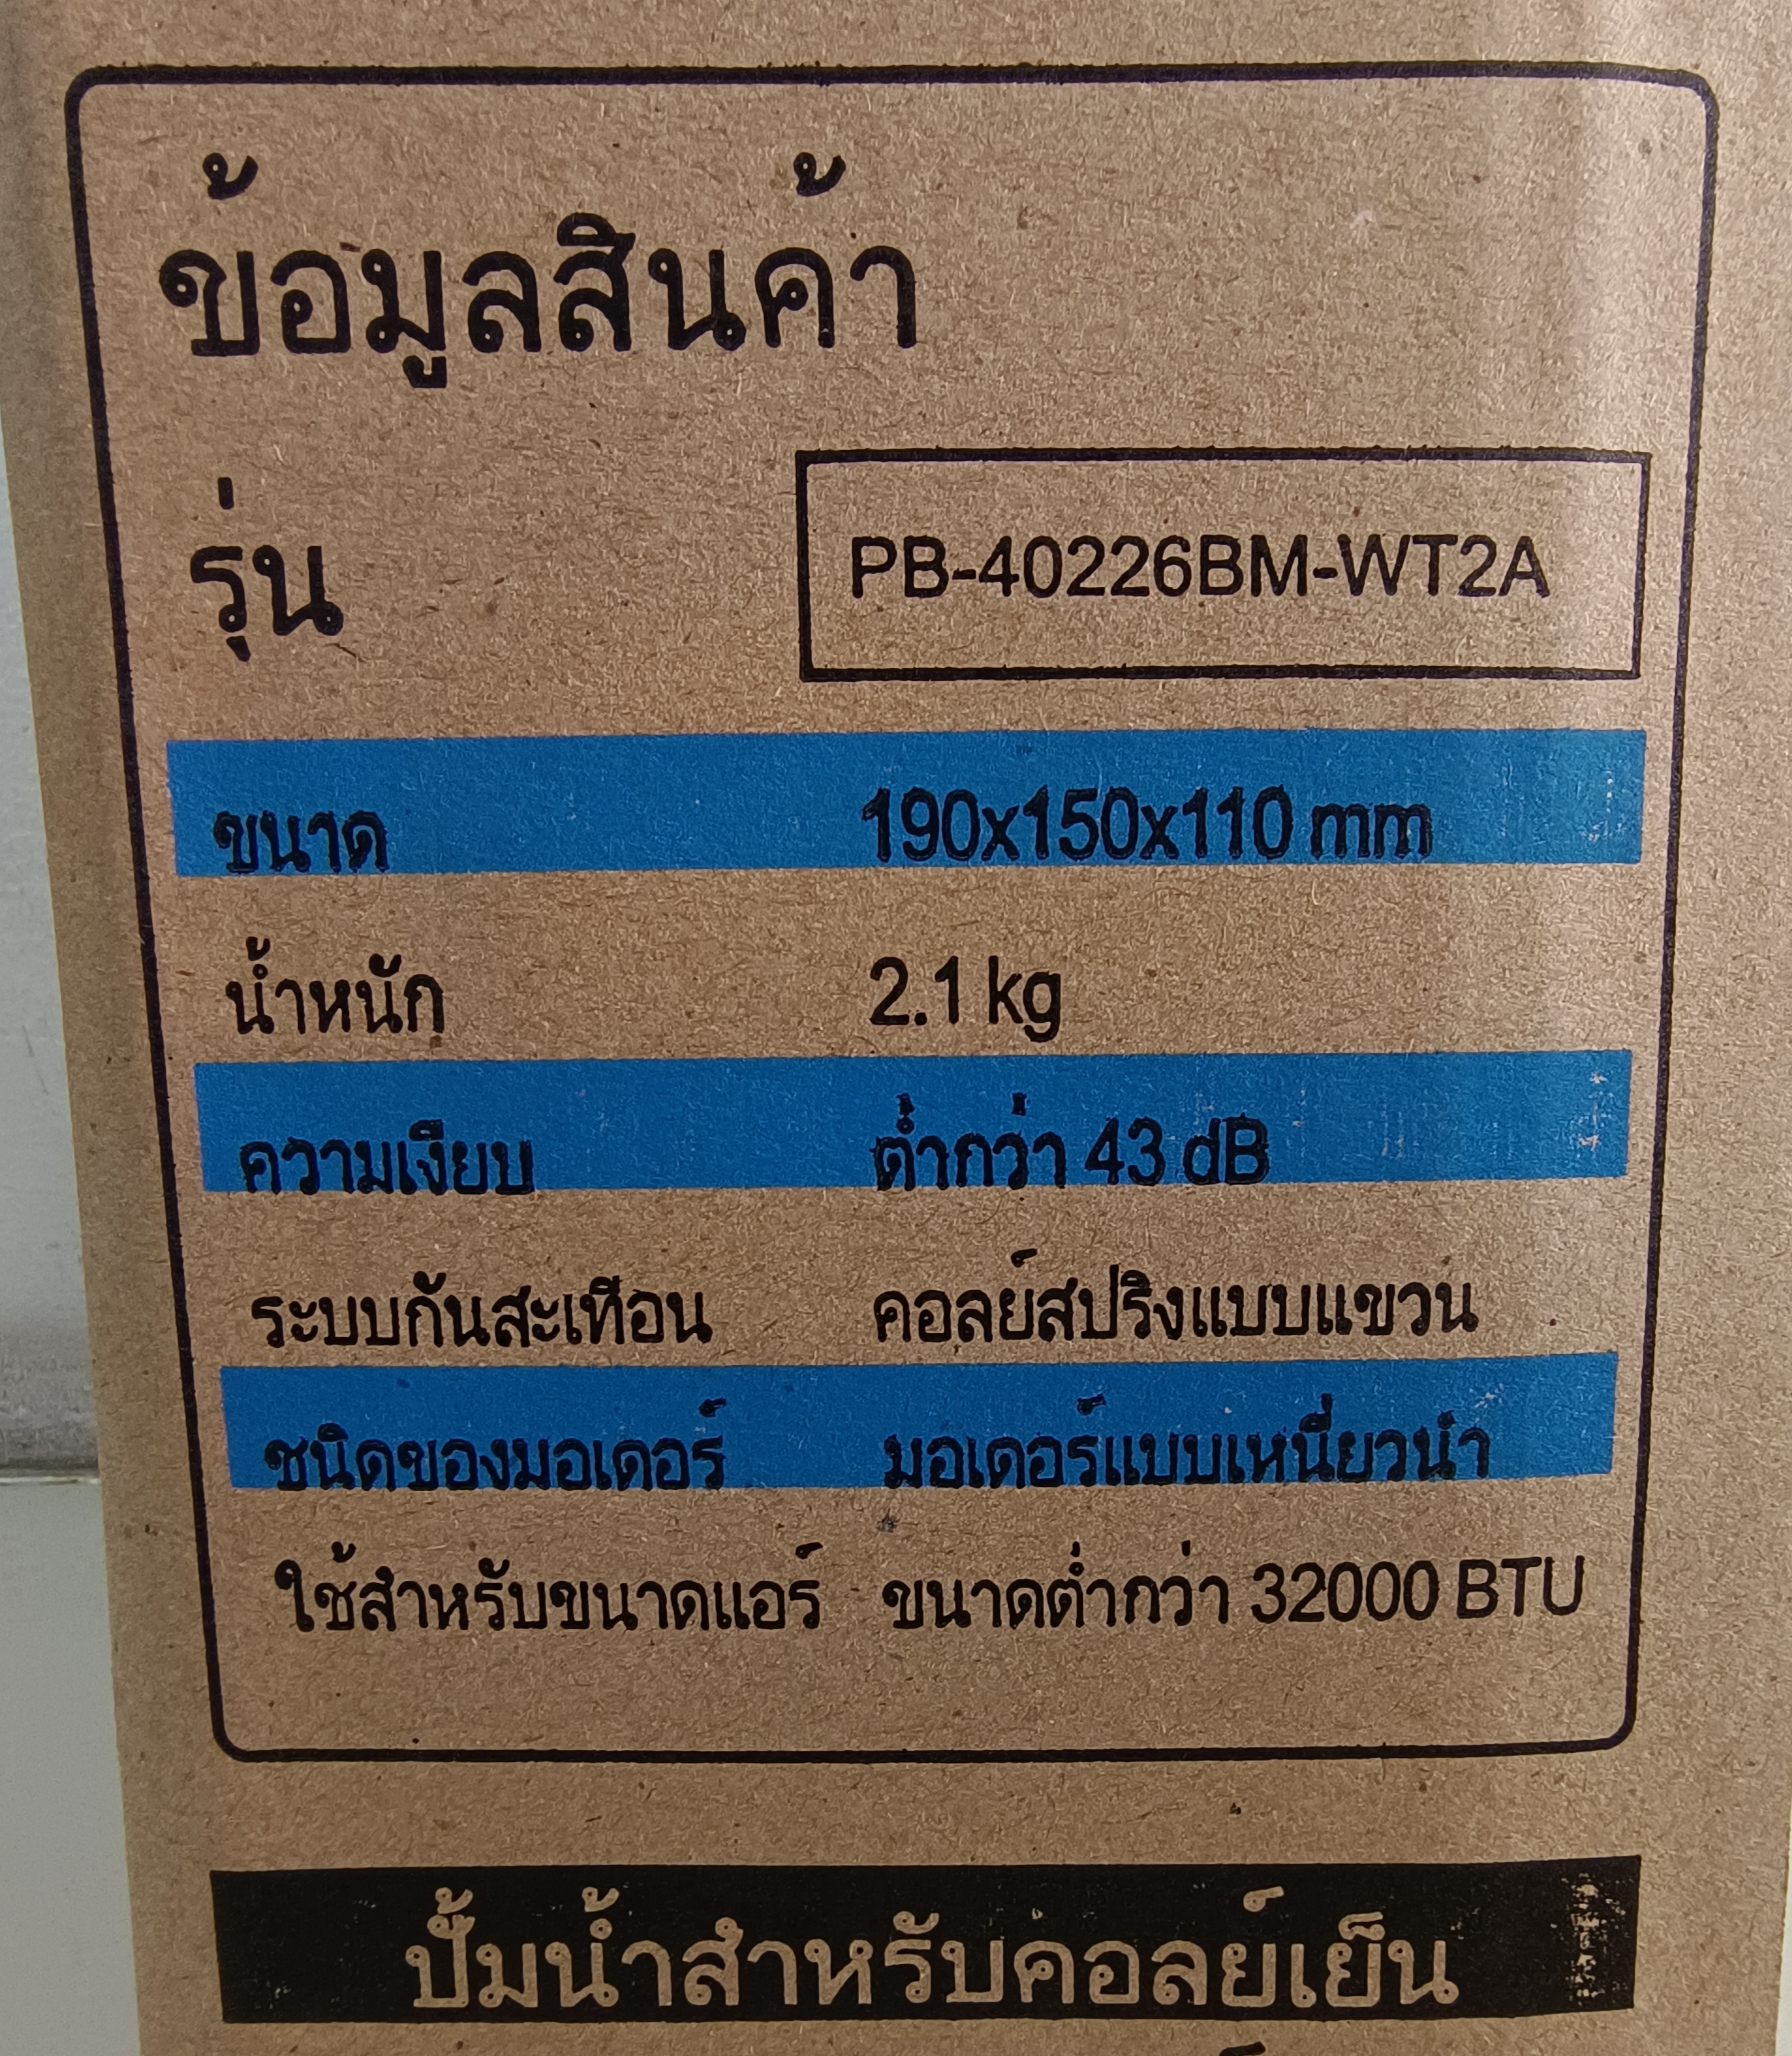 ข้อมูลสินค้า
รุ่น PB-40226BM-WT2A
ขนาด 190x150x110 mm
น้ำหนัก 2.1 kg
ความเงียบ ต่ำกว่า 43 dB
ระบบกันสะเทือน คอลย์สปริงแบบแขวน
ชนิดของมอเดอร์ มอเดอร์แบบเหนี่ยวนำ
ใช้สำหรับขนาดแอร์ ขนาดต่ำกว่า 32000 BTU
ปั้มน้ำสำหรับคอลย์เย็น